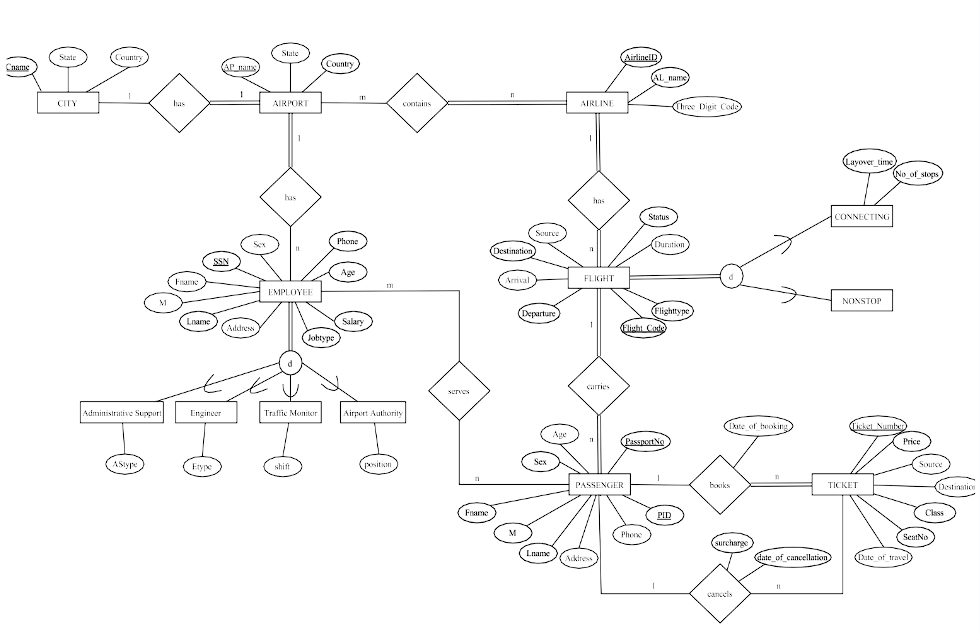 State
State
Country
Country
AirlineID
Cname
AP_name
AL_name
CITY
1
has
1
AIRPORT
m
contains
n
AIRLINE
Three_Digit_Code
1
1
Layover_time
No_of_stops
has
has
CONNECTING
Sex
Phone
n
Source
Status
n
SSN
Age
Destination
Duration
Fname
EMPLOYEE
m
Arrival
FLIGHT
d
M
NONSTOP
Lname
Address
Salary
Jobtype
Departure
Flighttype
Flight_Code
1
d
serves
carries
Administrative Support
Engineer
Traffic Monitor
Airport Authority
Date_of_booking
Ticket_Number
Age
n
PassportNo
Price
AStype
Etype
shift
position
Sex
Source
n
PASSENGER
1
books
n
TICKET
Destination
Fname
PID
Class
M
Phone
SeatNo
Lname
Address
surcharge
date_of_cancellation
Date_of_travel
1
cancels
n